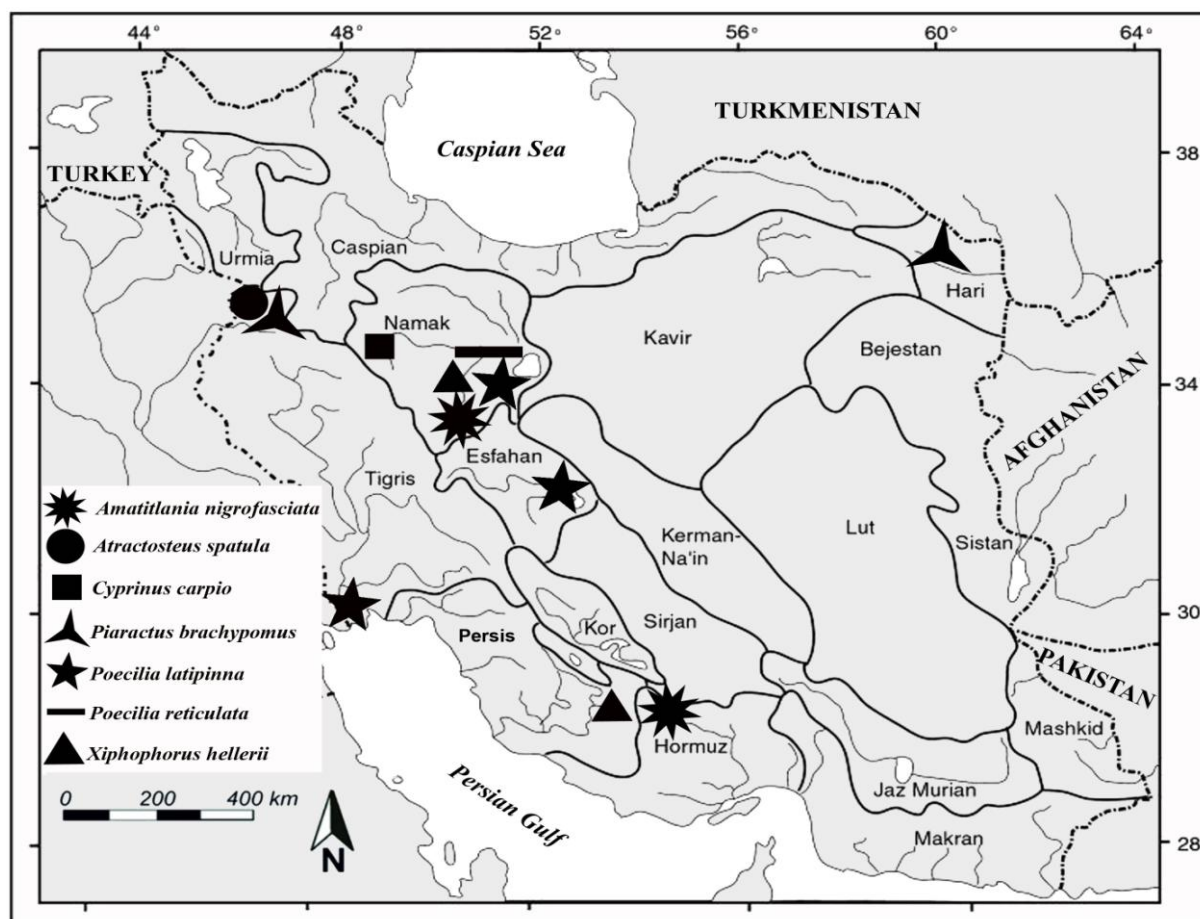 44°
48°
52°
56°
60°
64°
TURKMENISTAN
Caspian Sea
38
TURKEY
Urmia
Caspian
Hari
Namak
Kavir
Bejestan
34
AFGHANISTAN
Esfahan
Tigris
Amatitlania nigrofasciata
Atractosteus spatula
Cyprinus carpio
Piaractus brachypomus
Poecilia latipinna
Poecilia reticulata
Xiphophorus hellerii
Kerman-
Na'in
Lut
Sistan
30
Persis
Kor
Sirjan
PAKISTAN
Mashkid
Hormuz
Jaz Murian
Makran
28
Persian Gulf
0 200 400 km
N